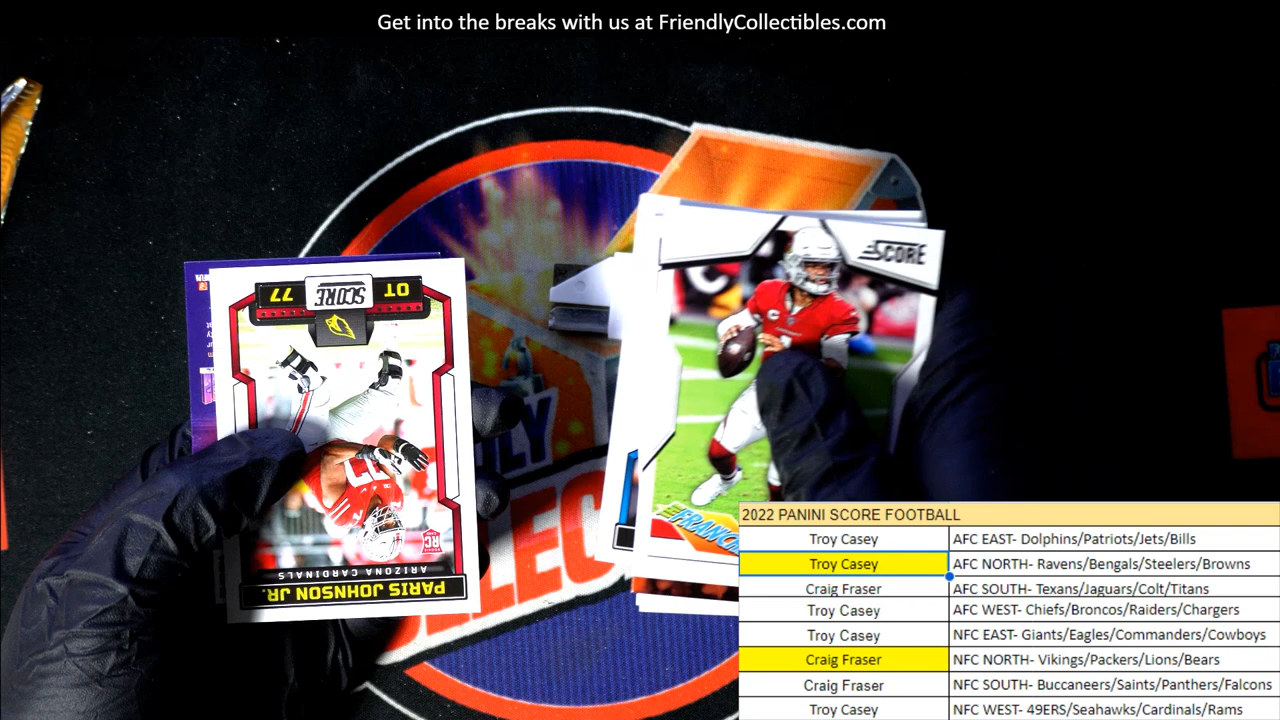 Get into the breaks with us at FriendlyCollectibles.com
SCORE
OT
SCORE
77
RC
ARIZONA CARDINALS
PARIS JOHNSON JR.
2022 PANINI SCORE FOOTBALL
Troy Casey AFC EAST- Dolphins/Patriots/Jets/Bills
Troy Casey AFC NORTH- Ravens/Bengals/Steelers/Browns
Craig Fraser AFC SOUTH- Texans/Jaguars/Colt/Titans
Troy Casey AFC WEST- Chiefs/Broncos/Raiders/Chargers
Troy Casey NFC EAST- Giants/Eagles/Commanders/Cowboys
Craig Fraser NFC NORTH- Vikings/Packers/Lions/Bears
Craig Fraser NFC SOUTH- Buccaneers/Saints/Panthers/Falcons
Troy Casey NFC WEST- 49ERS/Seahawks/Cardinals/Rams